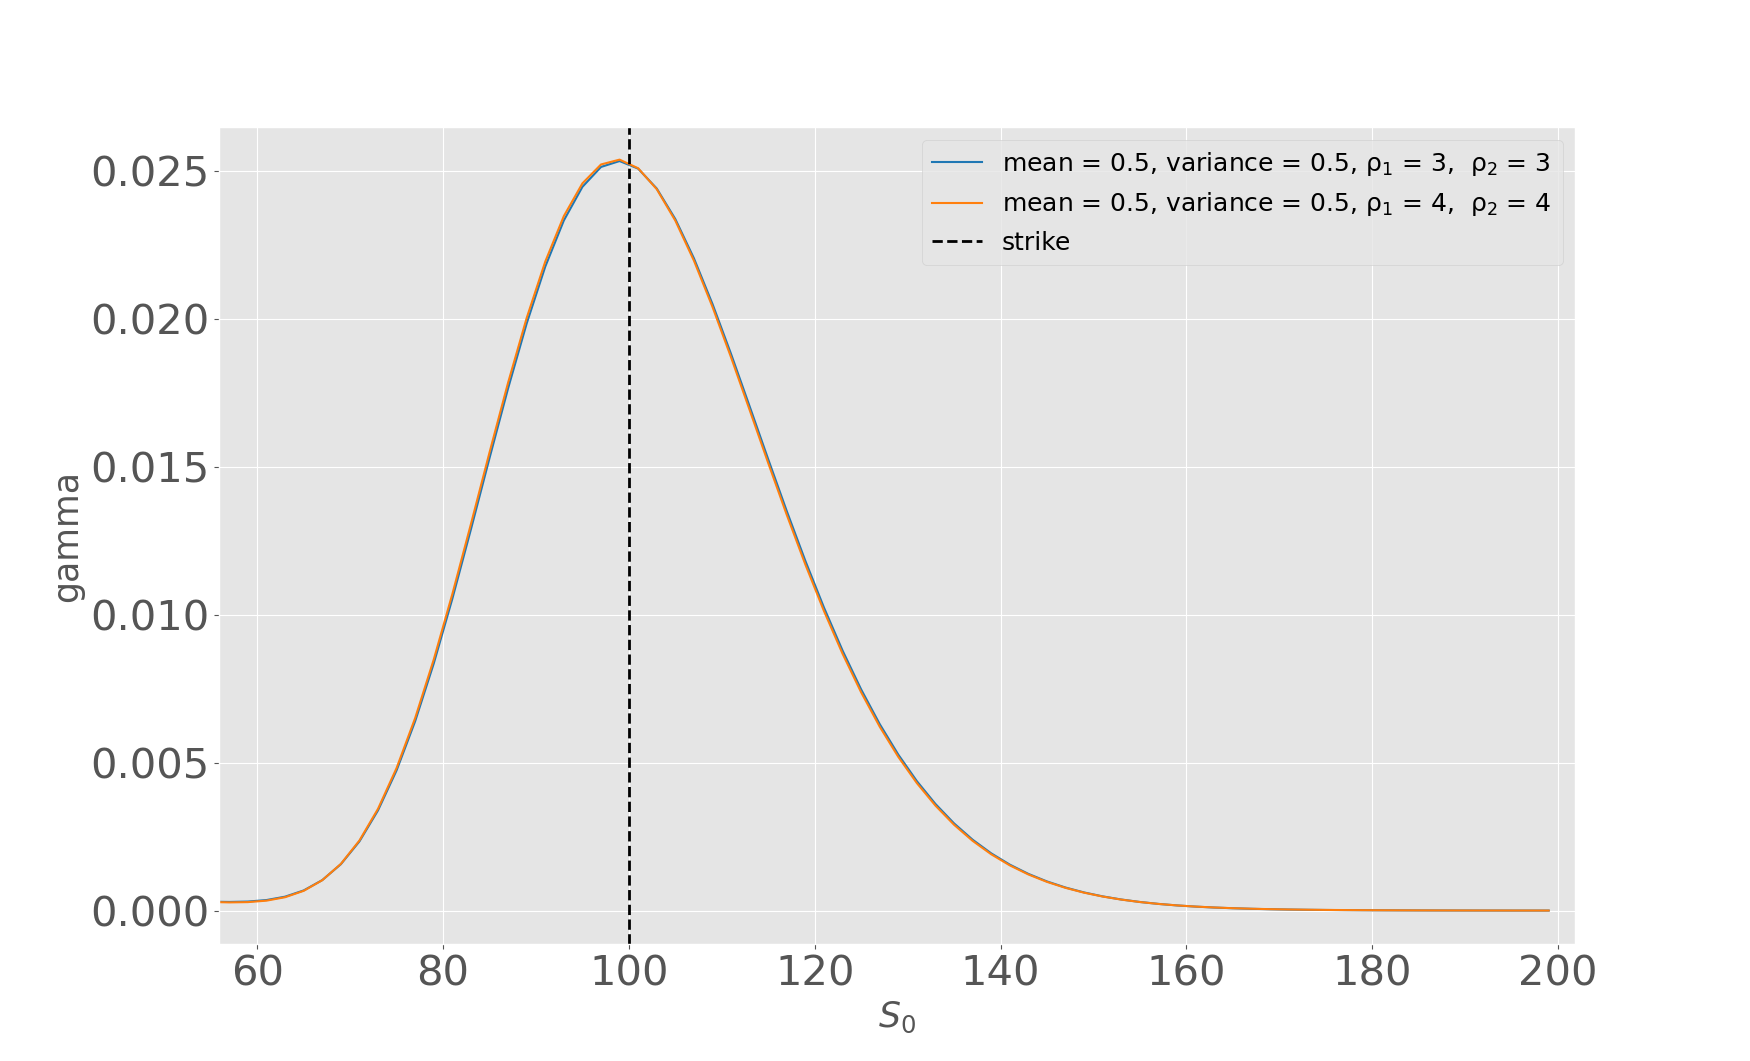 mean = 0.5, variance = 0.5, ρ₁ = 3, ρ₂ = 3
mean = 0.5, variance = 0.5, ρ₁ = 4, ρ₂ = 4
strike
0.025
0.020
0.015
0.010
0.005
0.000
gamma
60 80 100 120 140 160 180 200
S₀